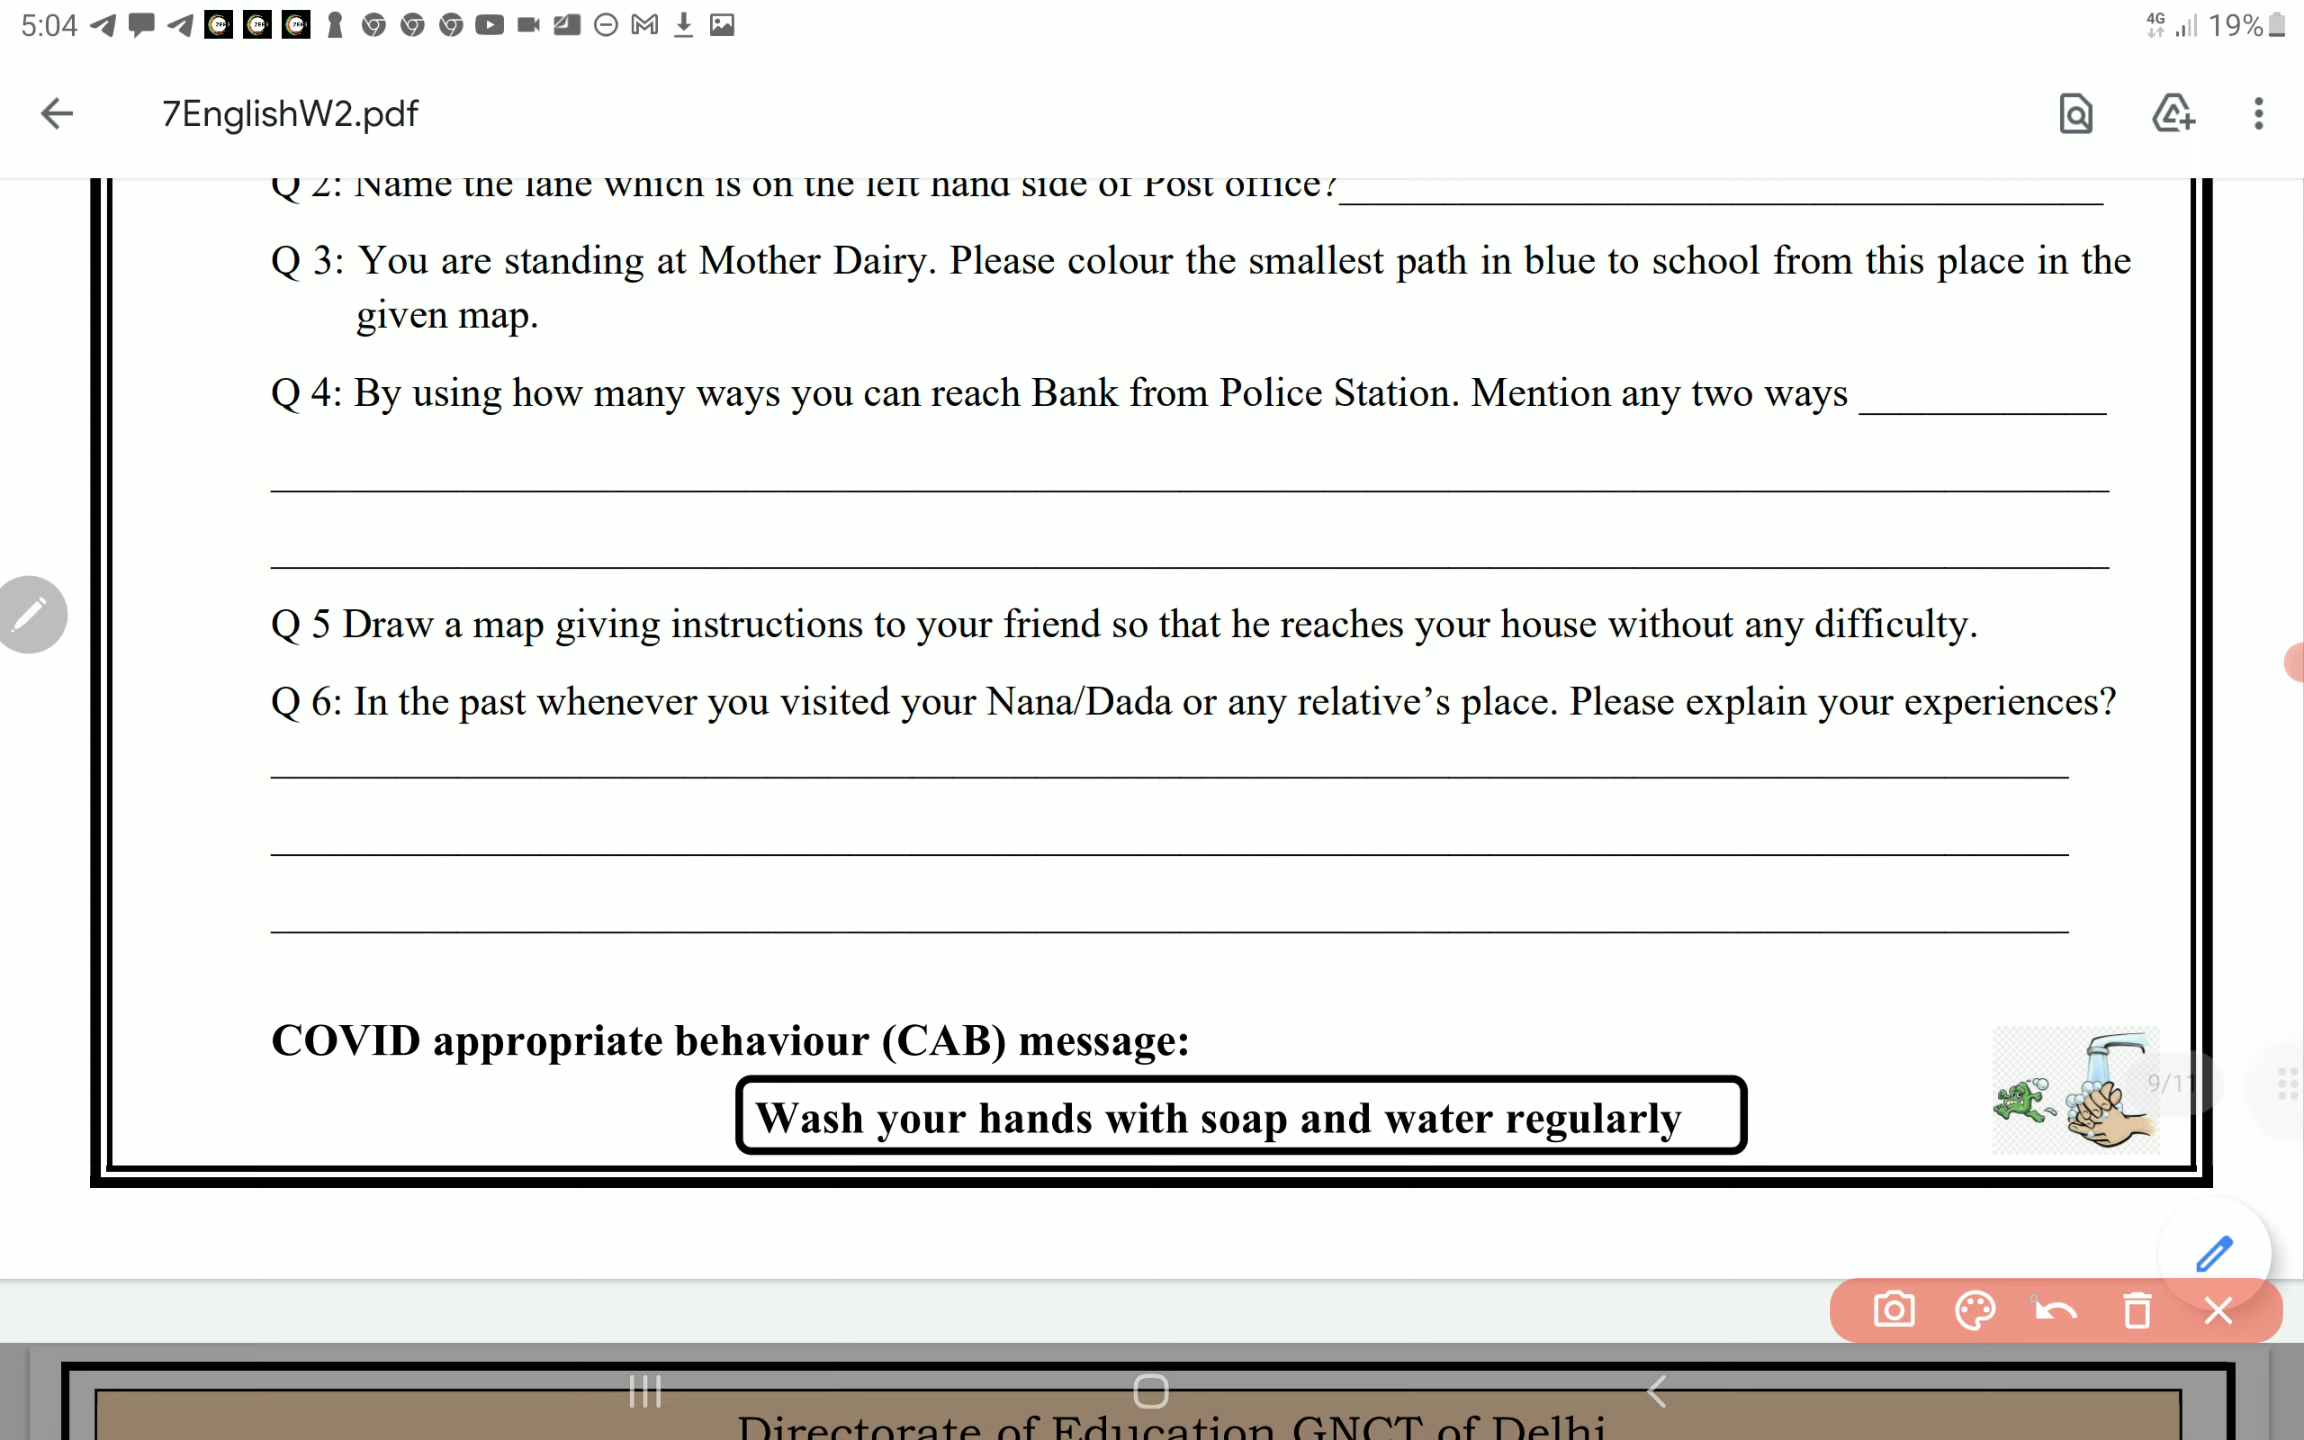 5:04
4G 19%
7EnglishW2.pdf
Q 2: Name the lane which is on the left hand side of Post office?
Q 3: You are standing at Mother Dairy. Please colour the smallest path in blue to school from this place in the
given map.
Q 4: By using how many ways you can reach Bank from Police Station. Mention any two ways
Q 5 Draw a map giving instructions to your friend so that he reaches your house without any difficulty.
Q 6: In the past whenever you visited your Nana/Dada or any relative’s place. Please explain your experiences?
COVID appropriate behaviour (CAB) message:
9/11
Wash your hands with soap and water regularly
Directorate of Education GNCT of Delhi